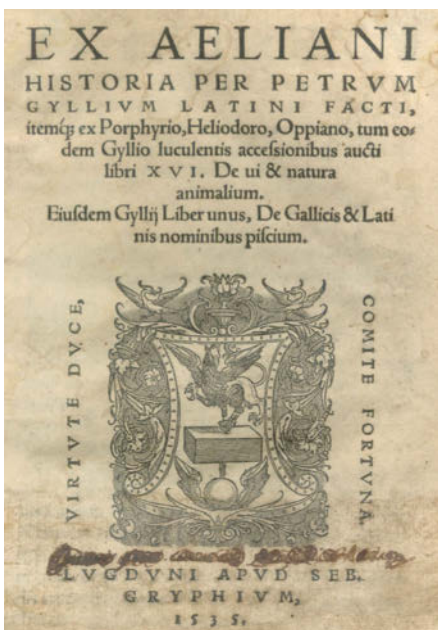 EX AELIANI
HISTORIA PER PETRVM
GYLLIVM LATINI FACTI,
itemq́; ex Porphyrio, Heliodoro, Oppiano, tum eo⸗
dem Gyllio luculentis acceſsionibus aucti
libri XVI. De ui & natura
animalium.
Eiuſdem Gyllij Liber unus, De Gallicis & Lati
nis nominibus piſcium.
VIRTVTE DVCE,
COMITE FORTVNA.
LVGDVNI APVD SEB.
GRYPHIVM,
1535.